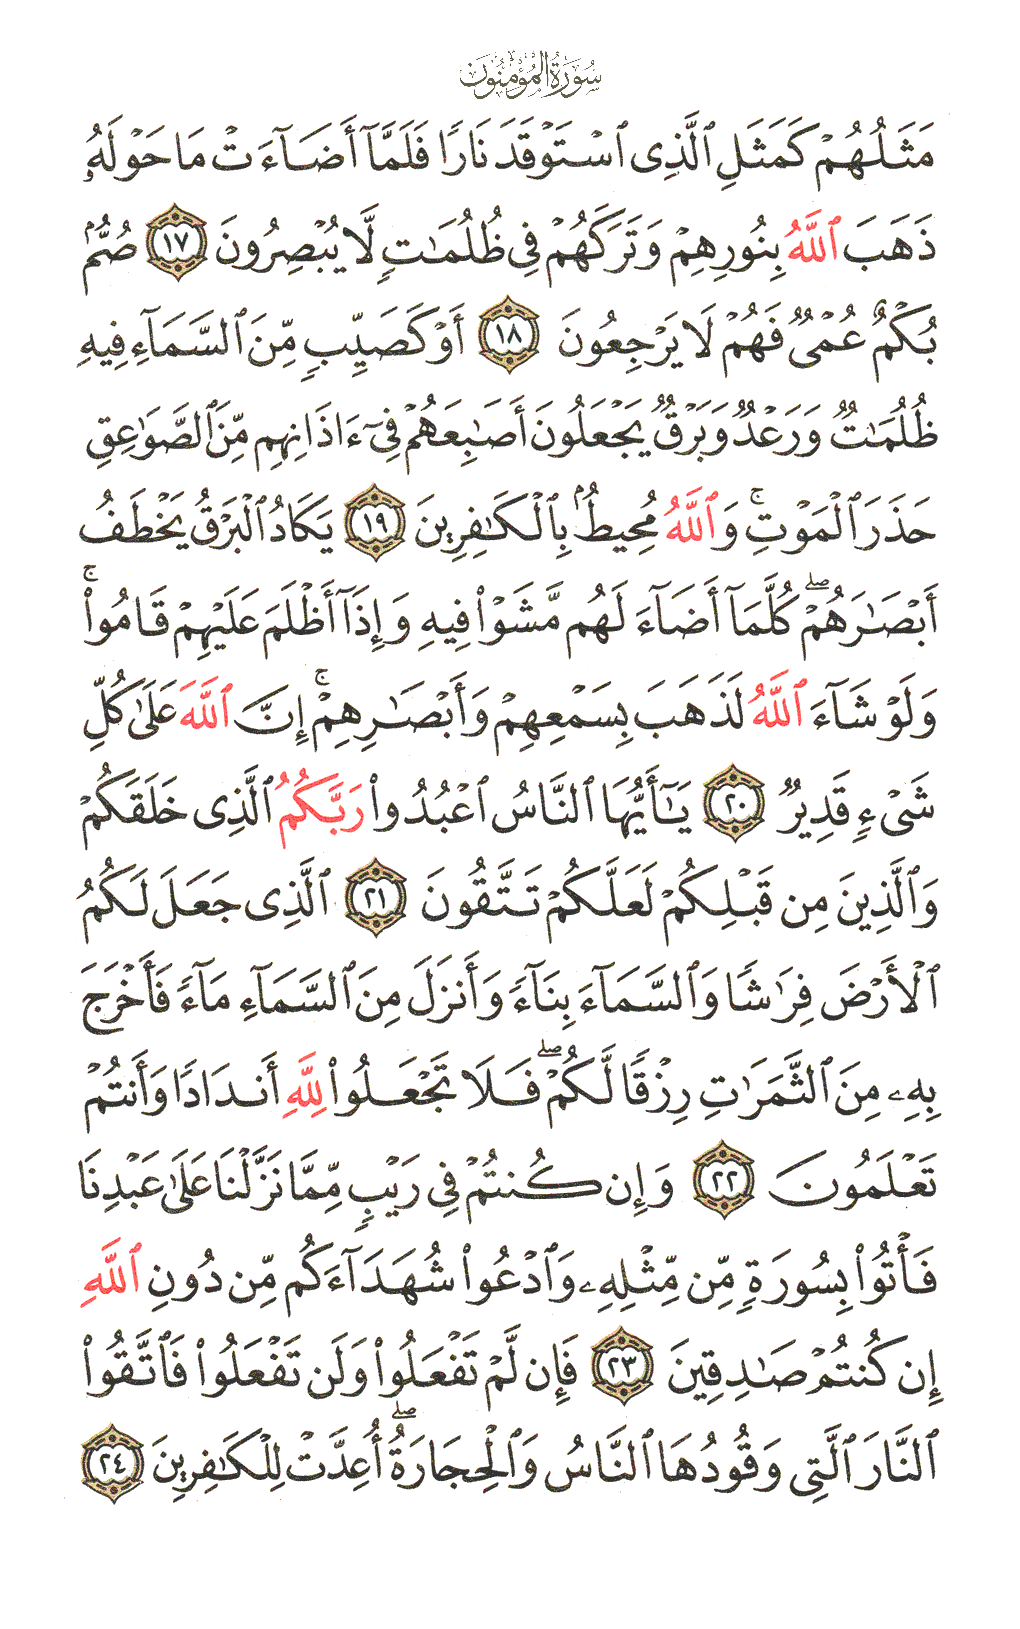 سُورَةُ الْمُؤْمِنُونَ
مَثَلُهُمْ كَمَثَلِ ٱلَّذِى ٱسْتَوْقَدَ نَارًا فَلَمَّآ أَضَآءَتْ مَا حَوْلَهُۥ
ذَهَبَ ٱللَّهُ بِنُورِهِمْ وَتَرَكَهُمْ فِى ظُلُمَٰتٍ لَّا يُبْصِرُونَ ١٧ صُمٌّۢ
بُكْمٌ عُمْىٌ فَهُمْ لَا يَرْجِعُونَ ١٨ أَوْ كَصَيِّبٍ مِّنَ ٱلسَّمَآءِ فِيهِ
ظُلُمَٰتٌ وَرَعْدٌ وَبَرْقٌ يَجْعَلُونَ أَصَٰبِعَهُمْ فِىٓ ءَاذَانِهِم مِّنَ ٱلصَّوَٰعِقِ
حَذَرَ ٱلْمَوْتِ ۚ وَٱللَّهُ مُحِيطٌۢ بِٱلْكَٰفِرِينَ ١٩ يَكَادُ ٱلْبَرْقُ يَخْطَفُ
أَبْصَٰرَهُمْ ۖ كُلَّمَآ أَضَآءَ لَهُم مَّشَوْا۟ فِيهِ وَإِذَآ أَظْلَمَ عَلَيْهِمْ قَامُوا۟ ۚ
وَلَوْ شَآءَ ٱللَّهُ لَذَهَبَ بِسَمْعِهِمْ وَأَبْصَٰرِهِمْ ۚ إِنَّ ٱللَّهَ عَلَىٰ كُلِّ
شَىْءٍ قَدِيرٌ ٢٠ يَٰٓأَيُّهَا ٱلنَّاسُ ٱعْبُدُوا۟ رَبَّكُمُ ٱلَّذِى خَلَقَكُمْ
وَٱلَّذِينَ مِن قَبْلِكُمْ لَعَلَّكُمْ تَتَّقُونَ ٢١ ٱلَّذِى جَعَلَ لَكُمُ
ٱلْأَرْضَ فِرَٰشًا وَٱلسَّمَآءَ بِنَآءً وَأَنزَلَ مِنَ ٱلسَّمَآءِ مَآءً فَأَخْرَجَ
بِهِۦ مِنَ ٱلثَّمَرَٰتِ رِزْقًا لَّكُمْ ۖ فَلَا تَجْعَلُوا۟ لِلَّهِ أَندَادًا وَأَنتُمْ
تَعْلَمُونَ ٢٢ وَإِن كُنتُمْ فِى رَيْبٍ مِّمَّا نَزَّلْنَا عَلَىٰ عَبْدِنَا
فَأْتُوا۟ بِسُورَةٍ مِّن مِّثْلِهِۦ وَٱدْعُوا۟ شُهَدَآءَكُم مِّن دُونِ ٱللَّهِ
إِن كُنتُمْ صَٰدِقِينَ ٢٣ فَإِن لَّمْ تَفْعَلُوا۟ وَلَن تَفْعَلُوا۟ فَٱتَّقُوا۟
ٱلنَّارَ ٱلَّتِى وَقُودُهَا ٱلنَّاسُ وَٱلْحِجَارَةُ ۖ أُعِدَّتْ لِلْكَٰفِرِينَ ٢٤